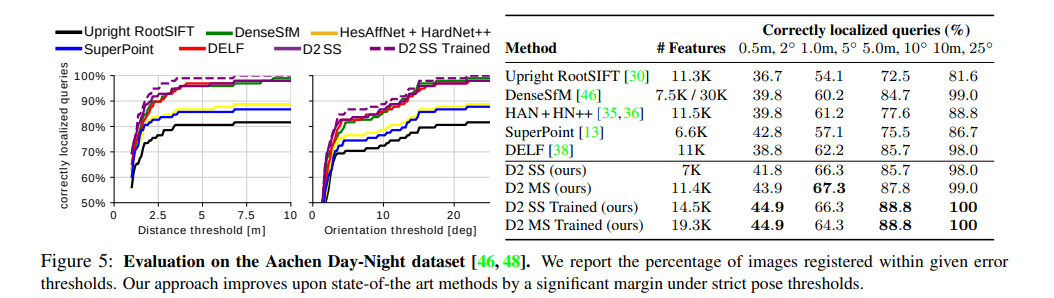 Upright RootSIFT DenseSfM HesAffNet + HardNet++
SuperPoint DELF D2 SS D2 SS Trained
correctly localized queries
100%
90%
80%
70%
60%
50%
0 2.5 5 7.5 10
Distance threshold [m]
0 10 20
Orientation threshold [deg]
Correctly localized queries (%)
Method # Features 0.5m, 2° 1.0m, 5° 5.0m, 10° 10m, 25°
Upright RootSIFT [30] 11.3K 36.7 54.1 72.5 81.6
DenseSfM [46] 7.5K / 30K 39.8 60.2 84.7 99.0
HAN + HN++ [35, 36] 11.5K 39.8 61.2 77.6 88.8
SuperPoint [13] 6.6K 42.8 57.1 75.5 86.7
DELF [38] 11K 38.8 62.2 85.7 98.0
D2 SS (ours) 7K 41.8 66.3 85.7 98.0
D2 MS (ours) 11.4K 43.9 67.3 87.8 99.0
D2 SS Trained (ours) 14.5K 44.9 66.3 88.8 100
D2 MS Trained (ours) 19.3K 44.9 64.3 88.8 100
Figure 5: Evaluation on the Aachen Day-Night dataset [46, 48]. We report the percentage of images registered within given error
thresholds. Our approach improves upon state-of-the art methods by a significant margin under strict pose thresholds.